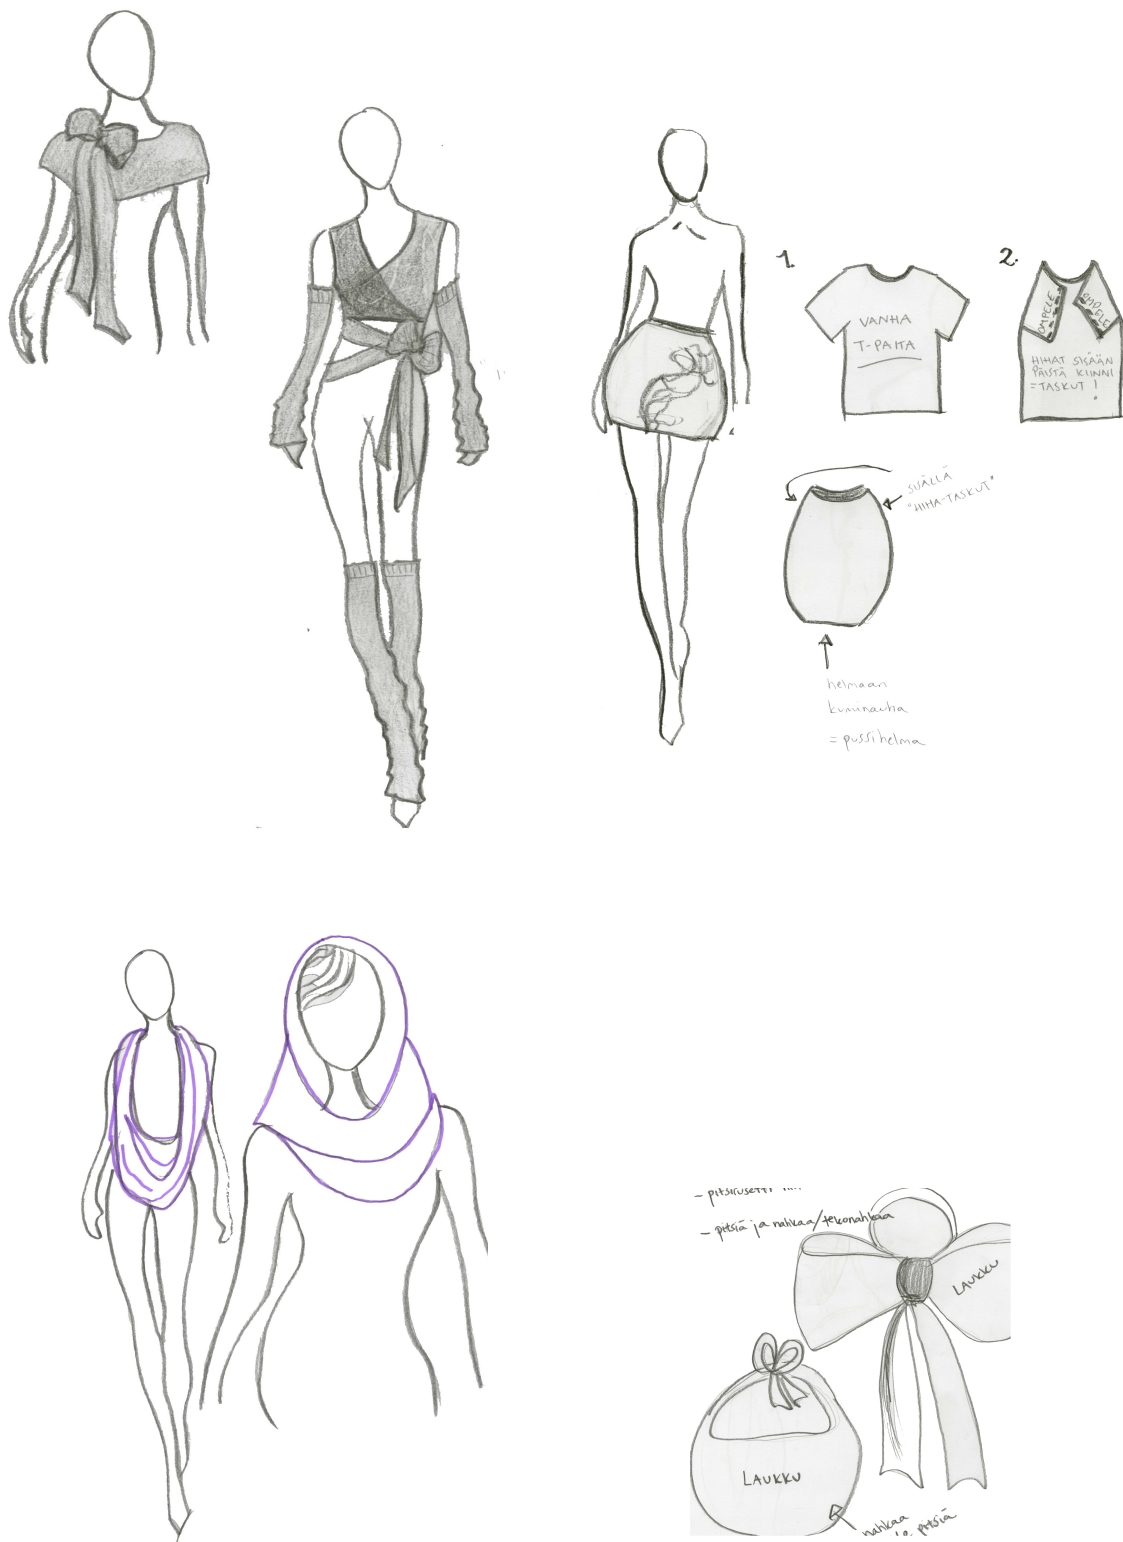 1.
VANHA
T-PAITA
2.
OMPELE
OMPELE
HIHAT SISÄÄN
PÄISTÄ KIINNI
=TASKUT!
SISÄLLÄ
"HIHA-TASKUT"
helmaan
kuminauha
= pussihelma
- pitsirusetti
- pitsiä ja nahkaa/tekonahkaa
LAUKKU
LAUKKU
nahkaa
pitsiä